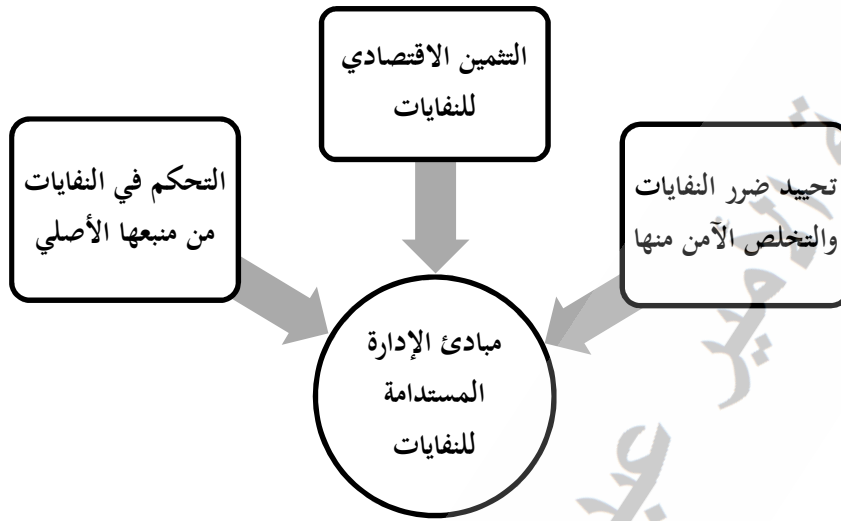 التثمين الاقتصادي
للنفايات
تحييد ضرر النفايات
والتخلص الآمن منها
التحكم في النفايات
من منبعها الأصلي
مبادئ الإدارة
المستدامة
للنفايات
الأمير